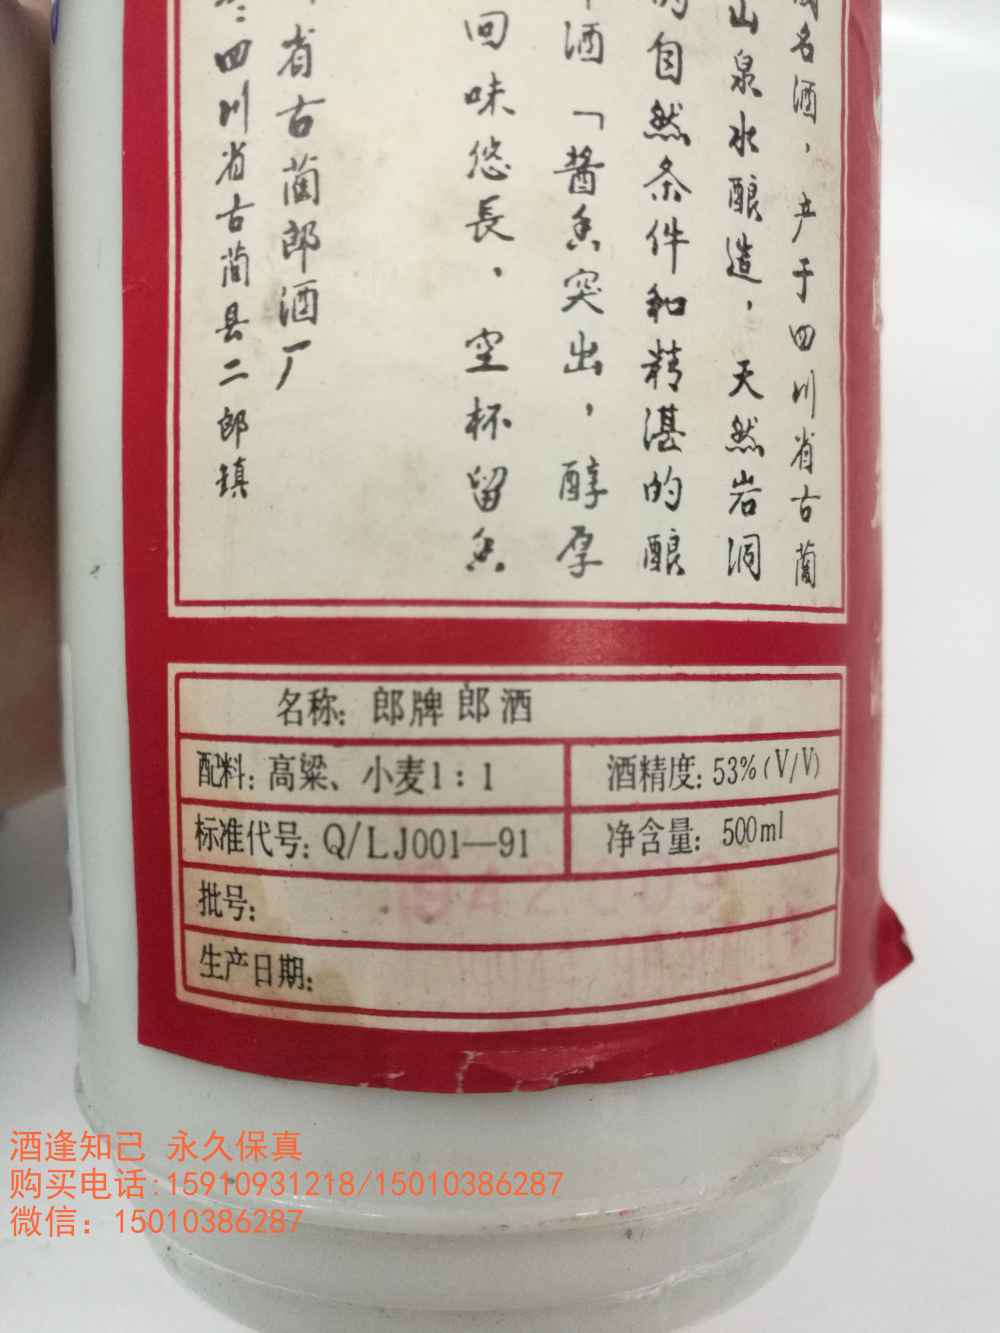 名酒，产于四川省古蔺
山泉水酿造，天然岩洞
的自然条件和精湛的酿
酒「酱香突出，醇厚
回味悠長，空杯留香
省古蔺郎酒厂
：四川省古蔺县二郎镇
名称：郎牌郎酒
配料：高粱、小麦1：1
酒精度：53%(V/V)
标准代号：Q/LJ001—91
净含量：500ml
批号：
942009
生产日期：
酒逢知己 永久保真
购买电话:15910931218/15010386287
微信：15010386287